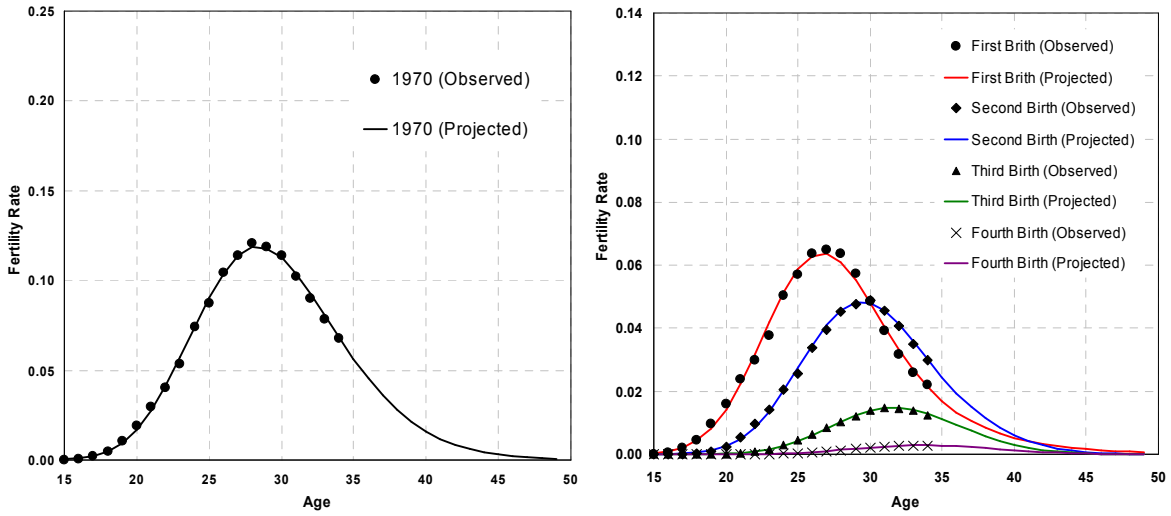 0.25
0.20
0.15
0.10
0.05
0.00
Fertility Rate
1970 (Observed)
1970 (Projected)
15 20 25 30 35 40 45 50
Age
0.14
0.12
0.10
0.08
0.06
0.04
0.02
0.00
Fertility Rate
First Brith (Observed)
First Brith (Projected)
Second Birth (Observed)
Second Birth (Projected)
Third Birth (Observed)
Third Birth (Projected)
Fourth Birth (Observed)
Fourth Birth (Projected)
15 20 25 30 35 40 45 50
Age